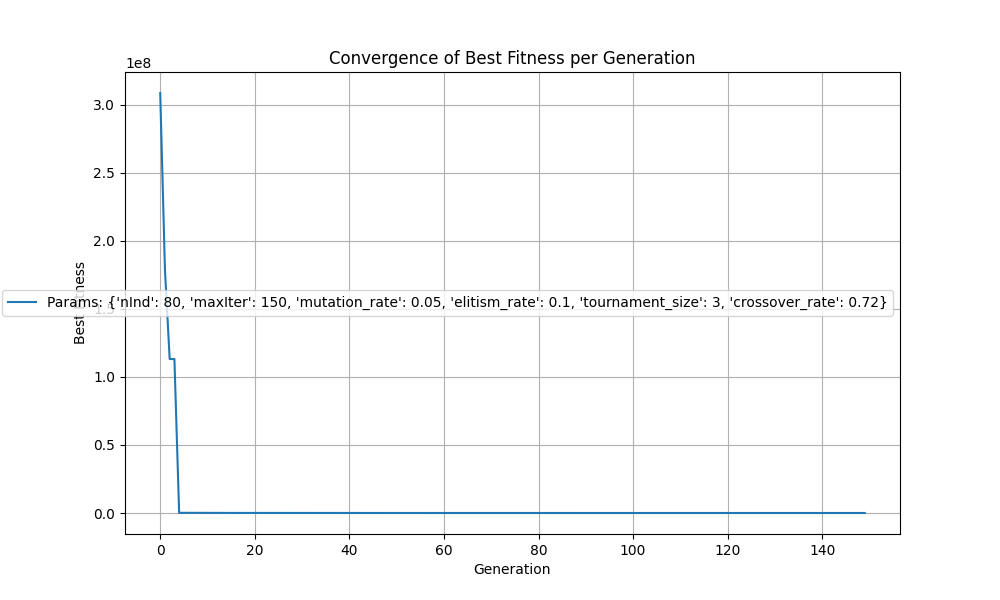 Convergence of Best Fitness per Generation
1e8
3.0
2.5
2.0
Params: {'nInd': 80, 'maxIter': 150, 'mutation_rate': 0.05, 'elitism_rate': 0.1, 'tournament_size': 3, 'crossover_rate': 0.72}
1.5
1.0
0.5
0.0
Best Fitness
0 20 40 60 80 100 120 140
Generation